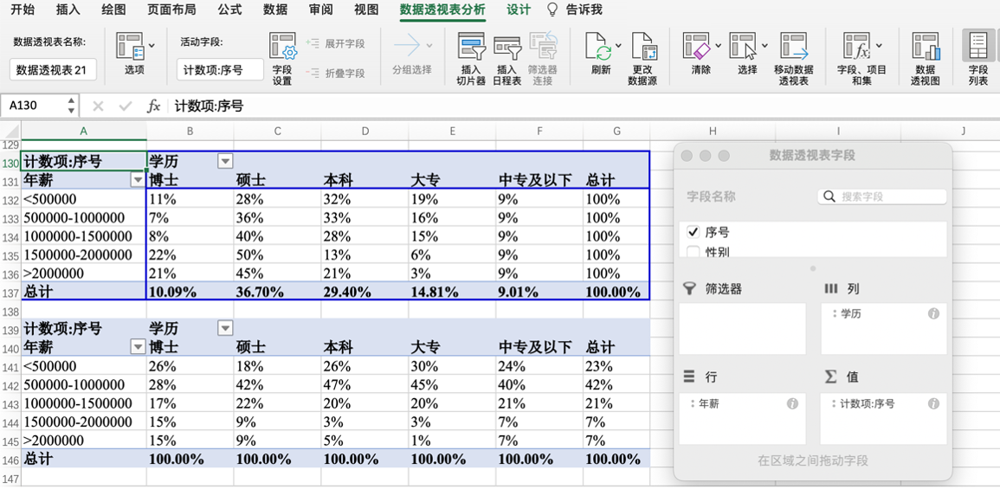 开始 插入 绘图 页面布局 公式 数据 审阅 视图 数据透视表分析 设计 告诉我
数据透视表名称:
数据透视表21
选项
活动字段:
计数项:序号
字段
设置
展开字段
折叠字段
分组选择
插入
切片器
插入
日程表
筛选器
连接
刷新
更改
数据源
清除
选择
移动数据
透视表
字段、项目
和集
数据
透视图
字段
列表
A130 fx 计数项:序号
A B C D E F G H I J
129
130 计数项:序号 学历
131 年薪 博士 硕士 本科 大专 中专及以下 总计
132 <500000 11% 28% 32% 19% 9% 100%
133 500000-1000000 7% 36% 33% 16% 9% 100%
134 1000000-1500000 8% 40% 28% 15% 9% 100%
135 1500000-2000000 22% 50% 13% 6% 9% 100%
136 >2000000 21% 45% 21% 3% 9% 100%
137 总计 10.09% 36.70% 29.40% 14.81% 9.01% 100.00%
138
139 计数项:序号 学历
140 年薪 博士 硕士 本科 大专 中专及以下 总计
141 <500000 26% 18% 26% 30% 24% 23%
142 500000-1000000 28% 42% 47% 45% 40% 42%
143 1000000-1500000 17% 22% 20% 20% 21% 21%
144 1500000-2000000 15% 9% 3% 3% 7% 7%
145 >2000000 15% 9% 5% 1% 7% 7%
146 总计 100.00% 100.00% 100.00% 100.00% 100.00% 100.00%
147
数据透视表字段
字段名称 搜索字段
序号
性别
筛选器 列
学历
行 值
年薪 计数项:序号
在区域之间拖动字段